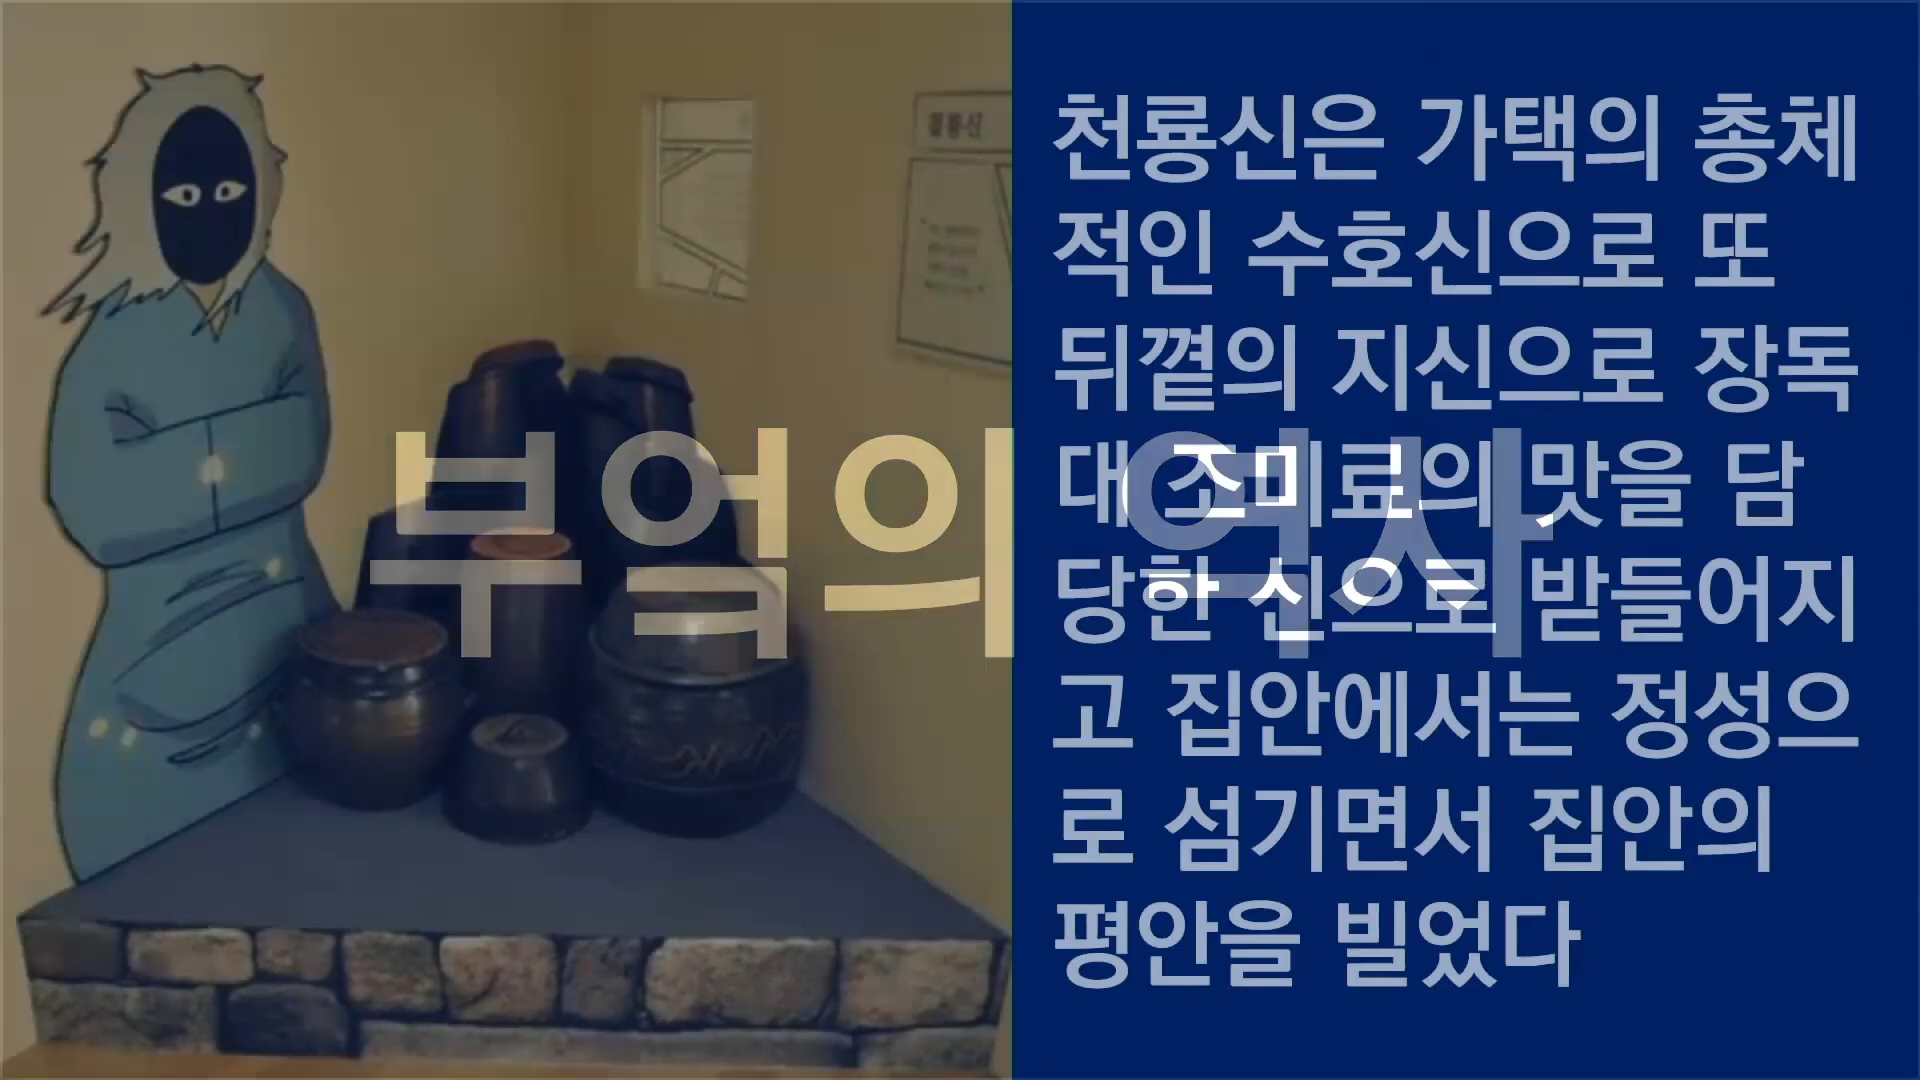 천룡신은 가택의 총체
적인 수호신으로 또
뒤꼍의 지신으로 장독
대 조미료의 맛을 담
당한 신으로 받들어지
고 집안에서는 정성으
로 섬기면서 집안의
평안을 빌었다
부엌의 역사